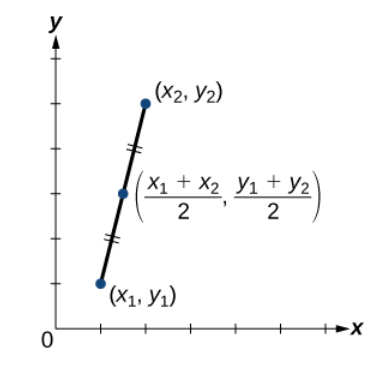 y
(x₂, y₂)
(x₁ + x₂ / 2, y₁ + y₂ / 2)
(x₁, y₁)
0
x